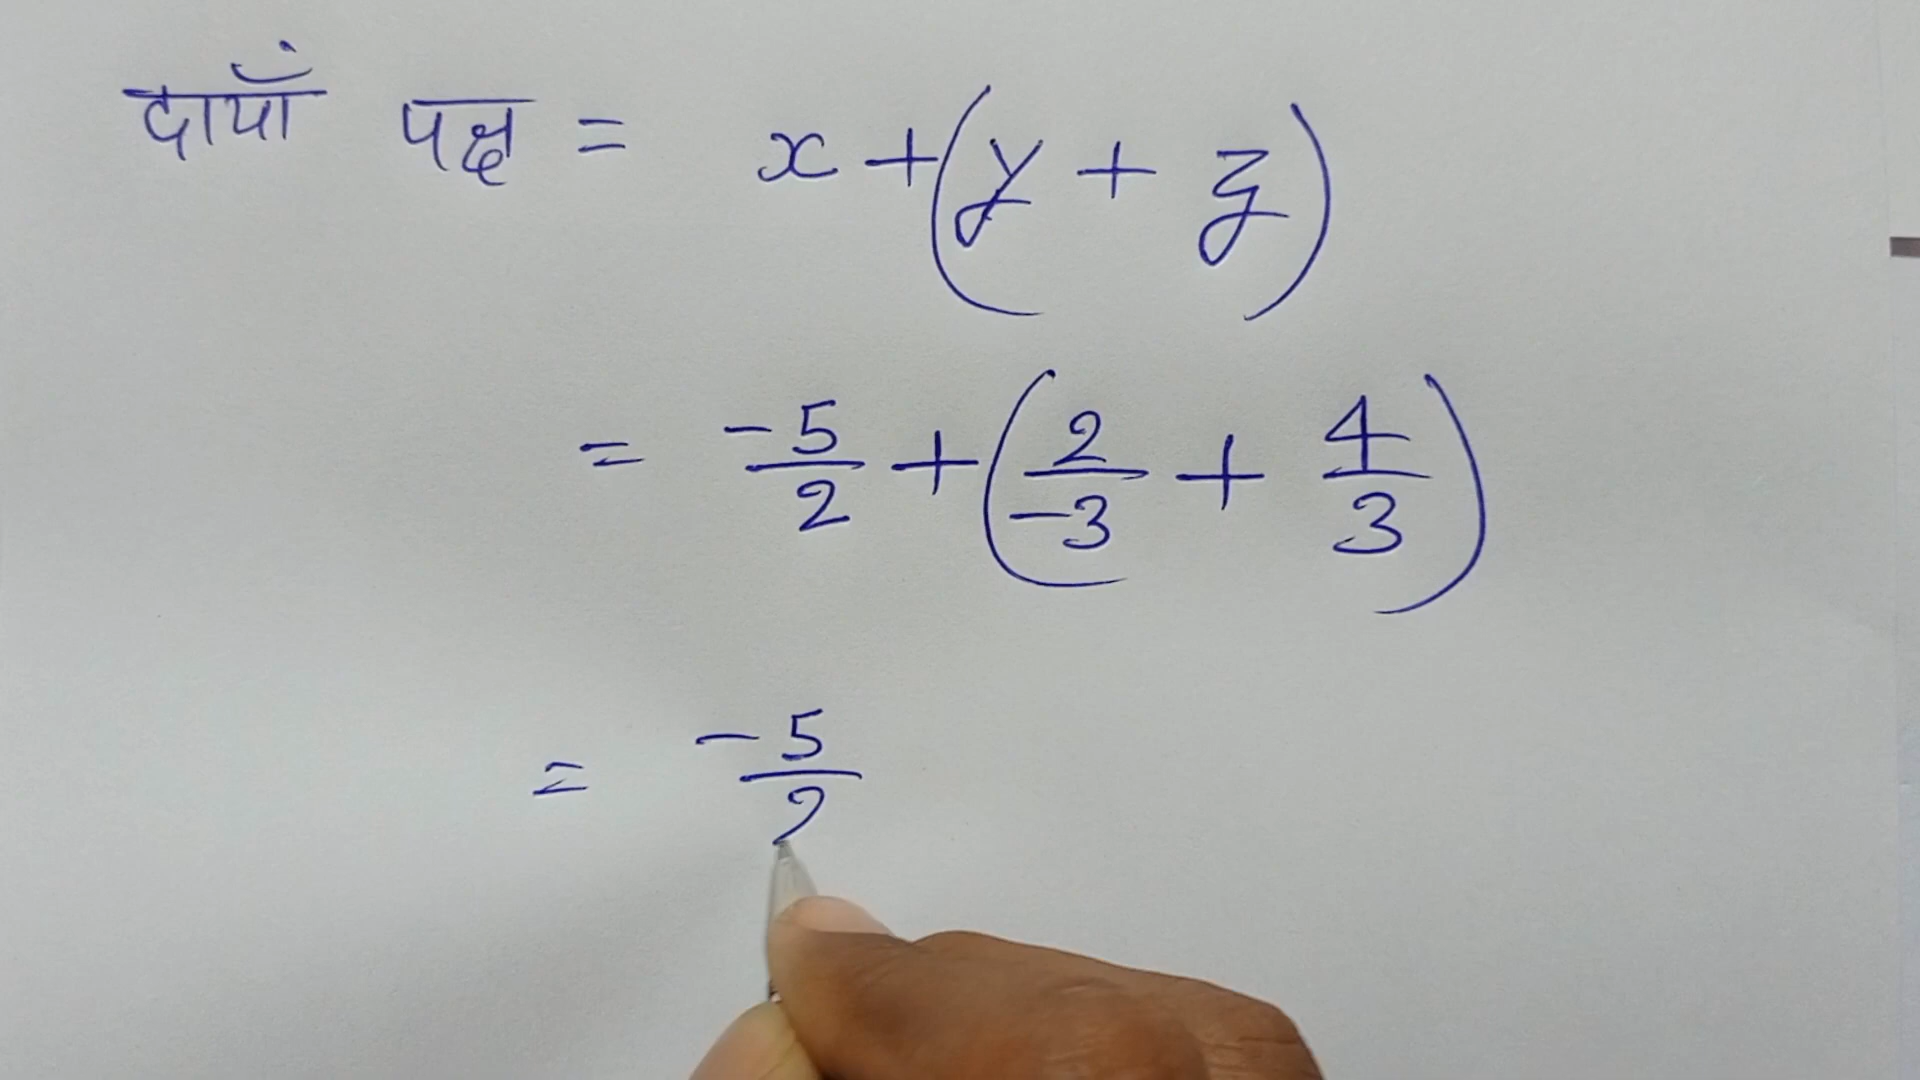 दायाँ पक्ष = x + (y + z)
= -5/2 + (2/-3 + 4/3)
= -5/2